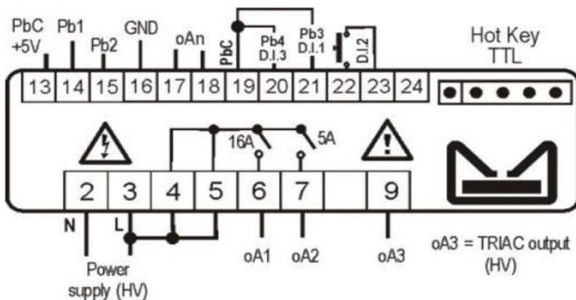 PbC
+5V
Pb1
Pb2
GND
oAn
PbC
Pb4
D.I.3
Pb3
D.I.1
D.I.2
Hot Key
TTL
13 14 15 16 17 18 19 20 21 22 23 24
16A
5A
2 3 4 5 6 7 9
N
L
Power
supply (HV)
oA1
oA2
oA3
oA3 = TRIAC output
(HV)